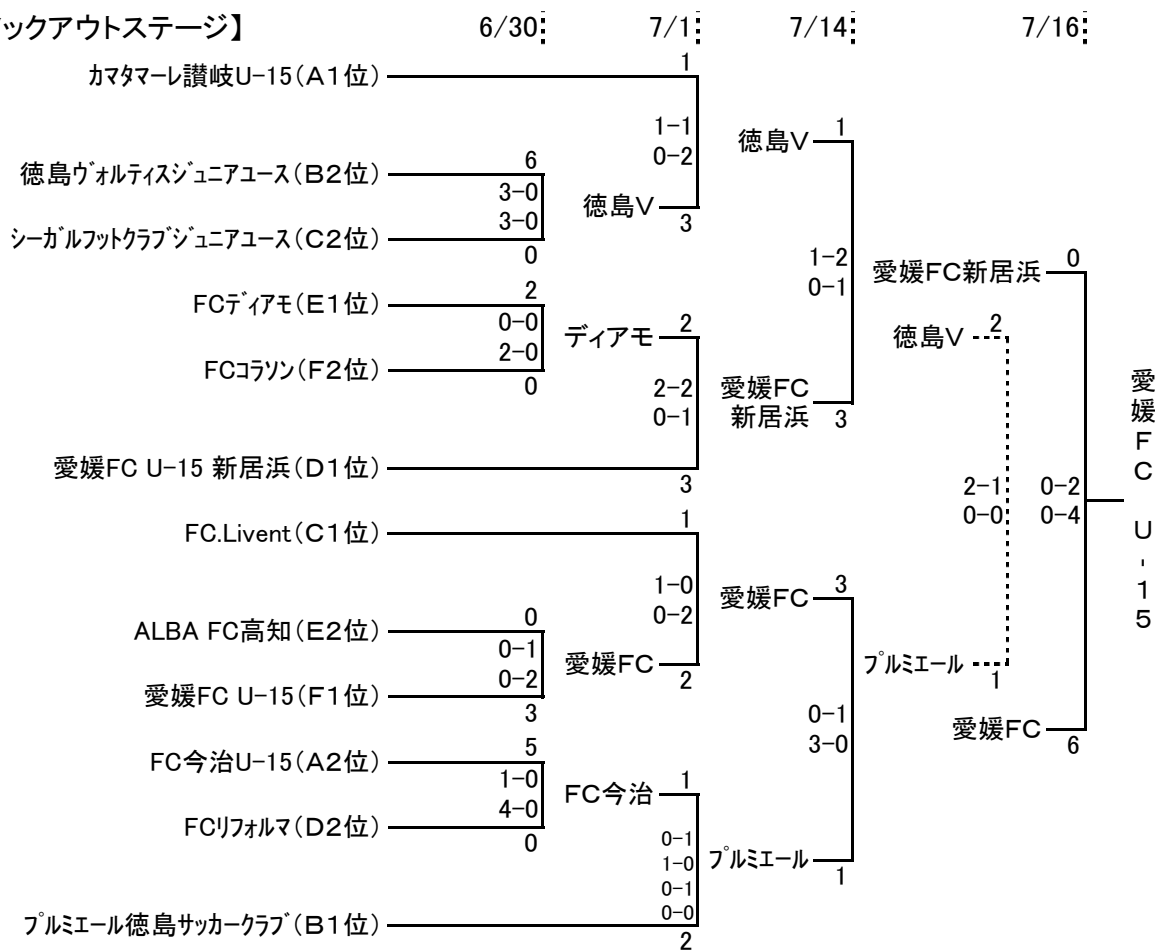 ックアウトステージ】 6/30 7/1 7/14 7/16
カマタマーレ讃岐U-15(A1位) 1
1-1
0-2
徳島V 1
徳島ヴォルティスジュニアユース(B2位) 6
3-0
3-0
徳島V 3
シーガルフットクラブジュニアユース(C2位) 0
1-2
0-1
愛媛FC新居浜 0
FCディアモ(E1位) 2
0-0
2-0
ディアモ 2
徳島V 2
FCコラソン(F2位) 0
2-2
0-1
愛媛FC
新居浜 3
愛媛FC U-15 新居浜(D1位) 3
2-1
0-0
0-2
0-4
愛媛FC U-15
FC.Livent(C1位) 1
1-0
0-2
愛媛FC 3
ALBA FC高知(E2位) 0
0-1
0-2
愛媛FC 2
プルミエール 1
愛媛FC U-15(F1位) 3
0-1
3-0
愛媛FC 6
FC今治U-15(A2位) 5
1-0
4-0
FC今治 1
FCリフォルマ(D2位) 0
0-1
1-0
0-1
0-0
プルミエール 1
プルミエール徳島サッカークラブ(B1位) 2